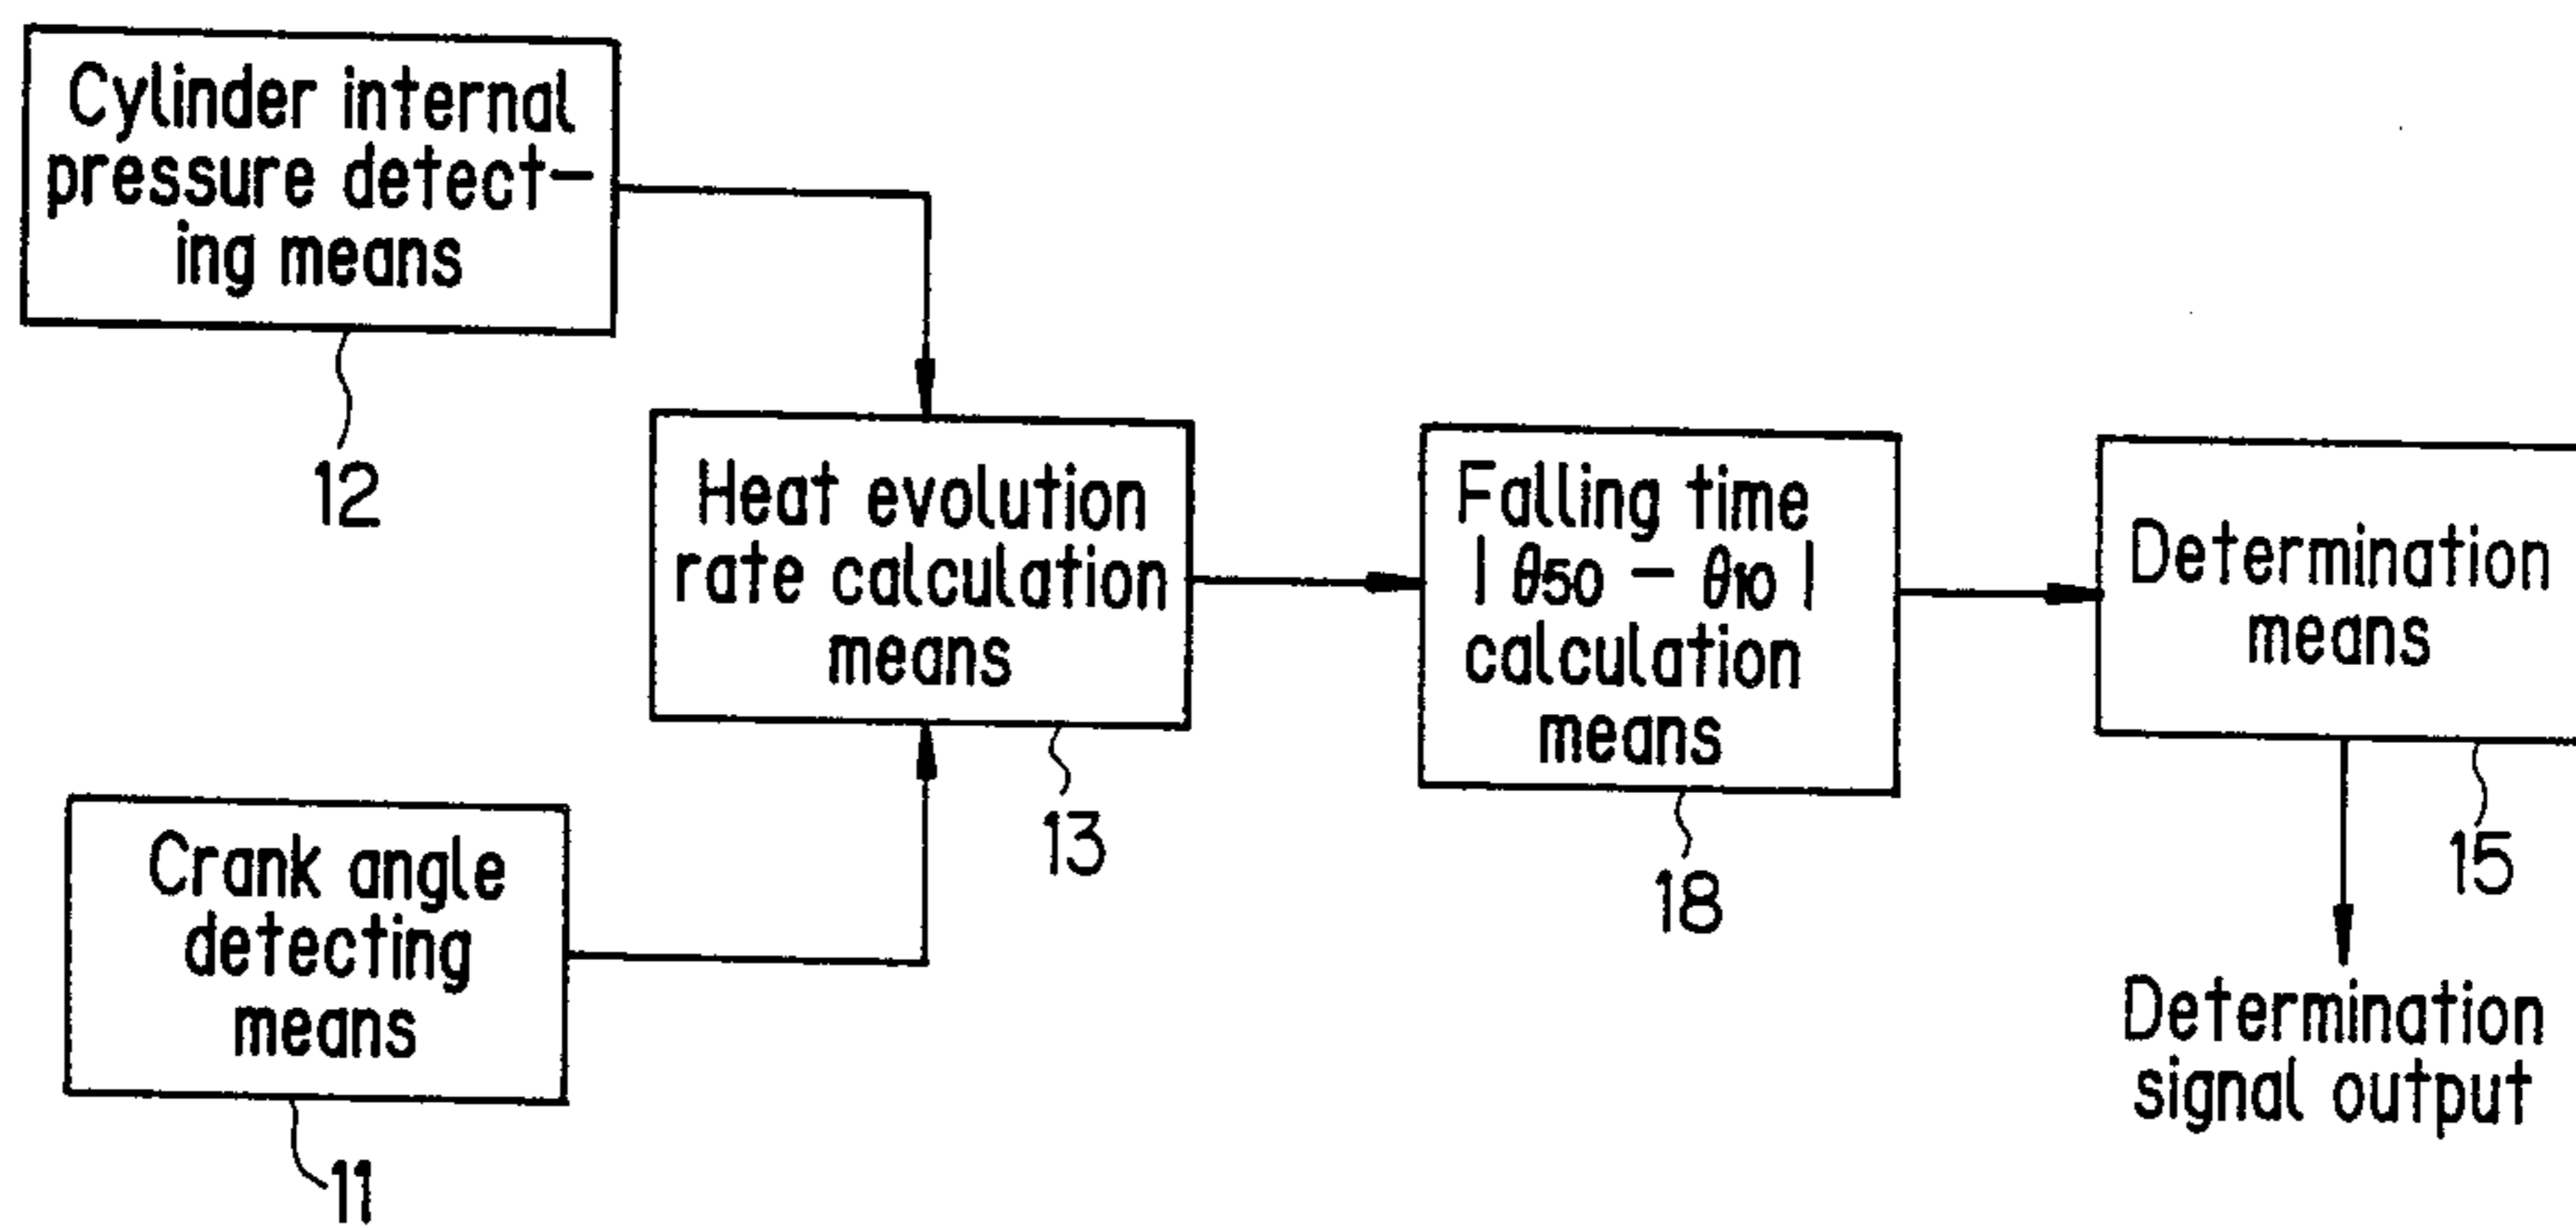 Cylinder internal
pressure detect-
ing means
12
Heat evolution
rate calculation
means
13
Falling time
| θ50 − θ10 |
calculation
means
18
Determination
means
15
Crank angle
detecting
means
11
Determination
signal output